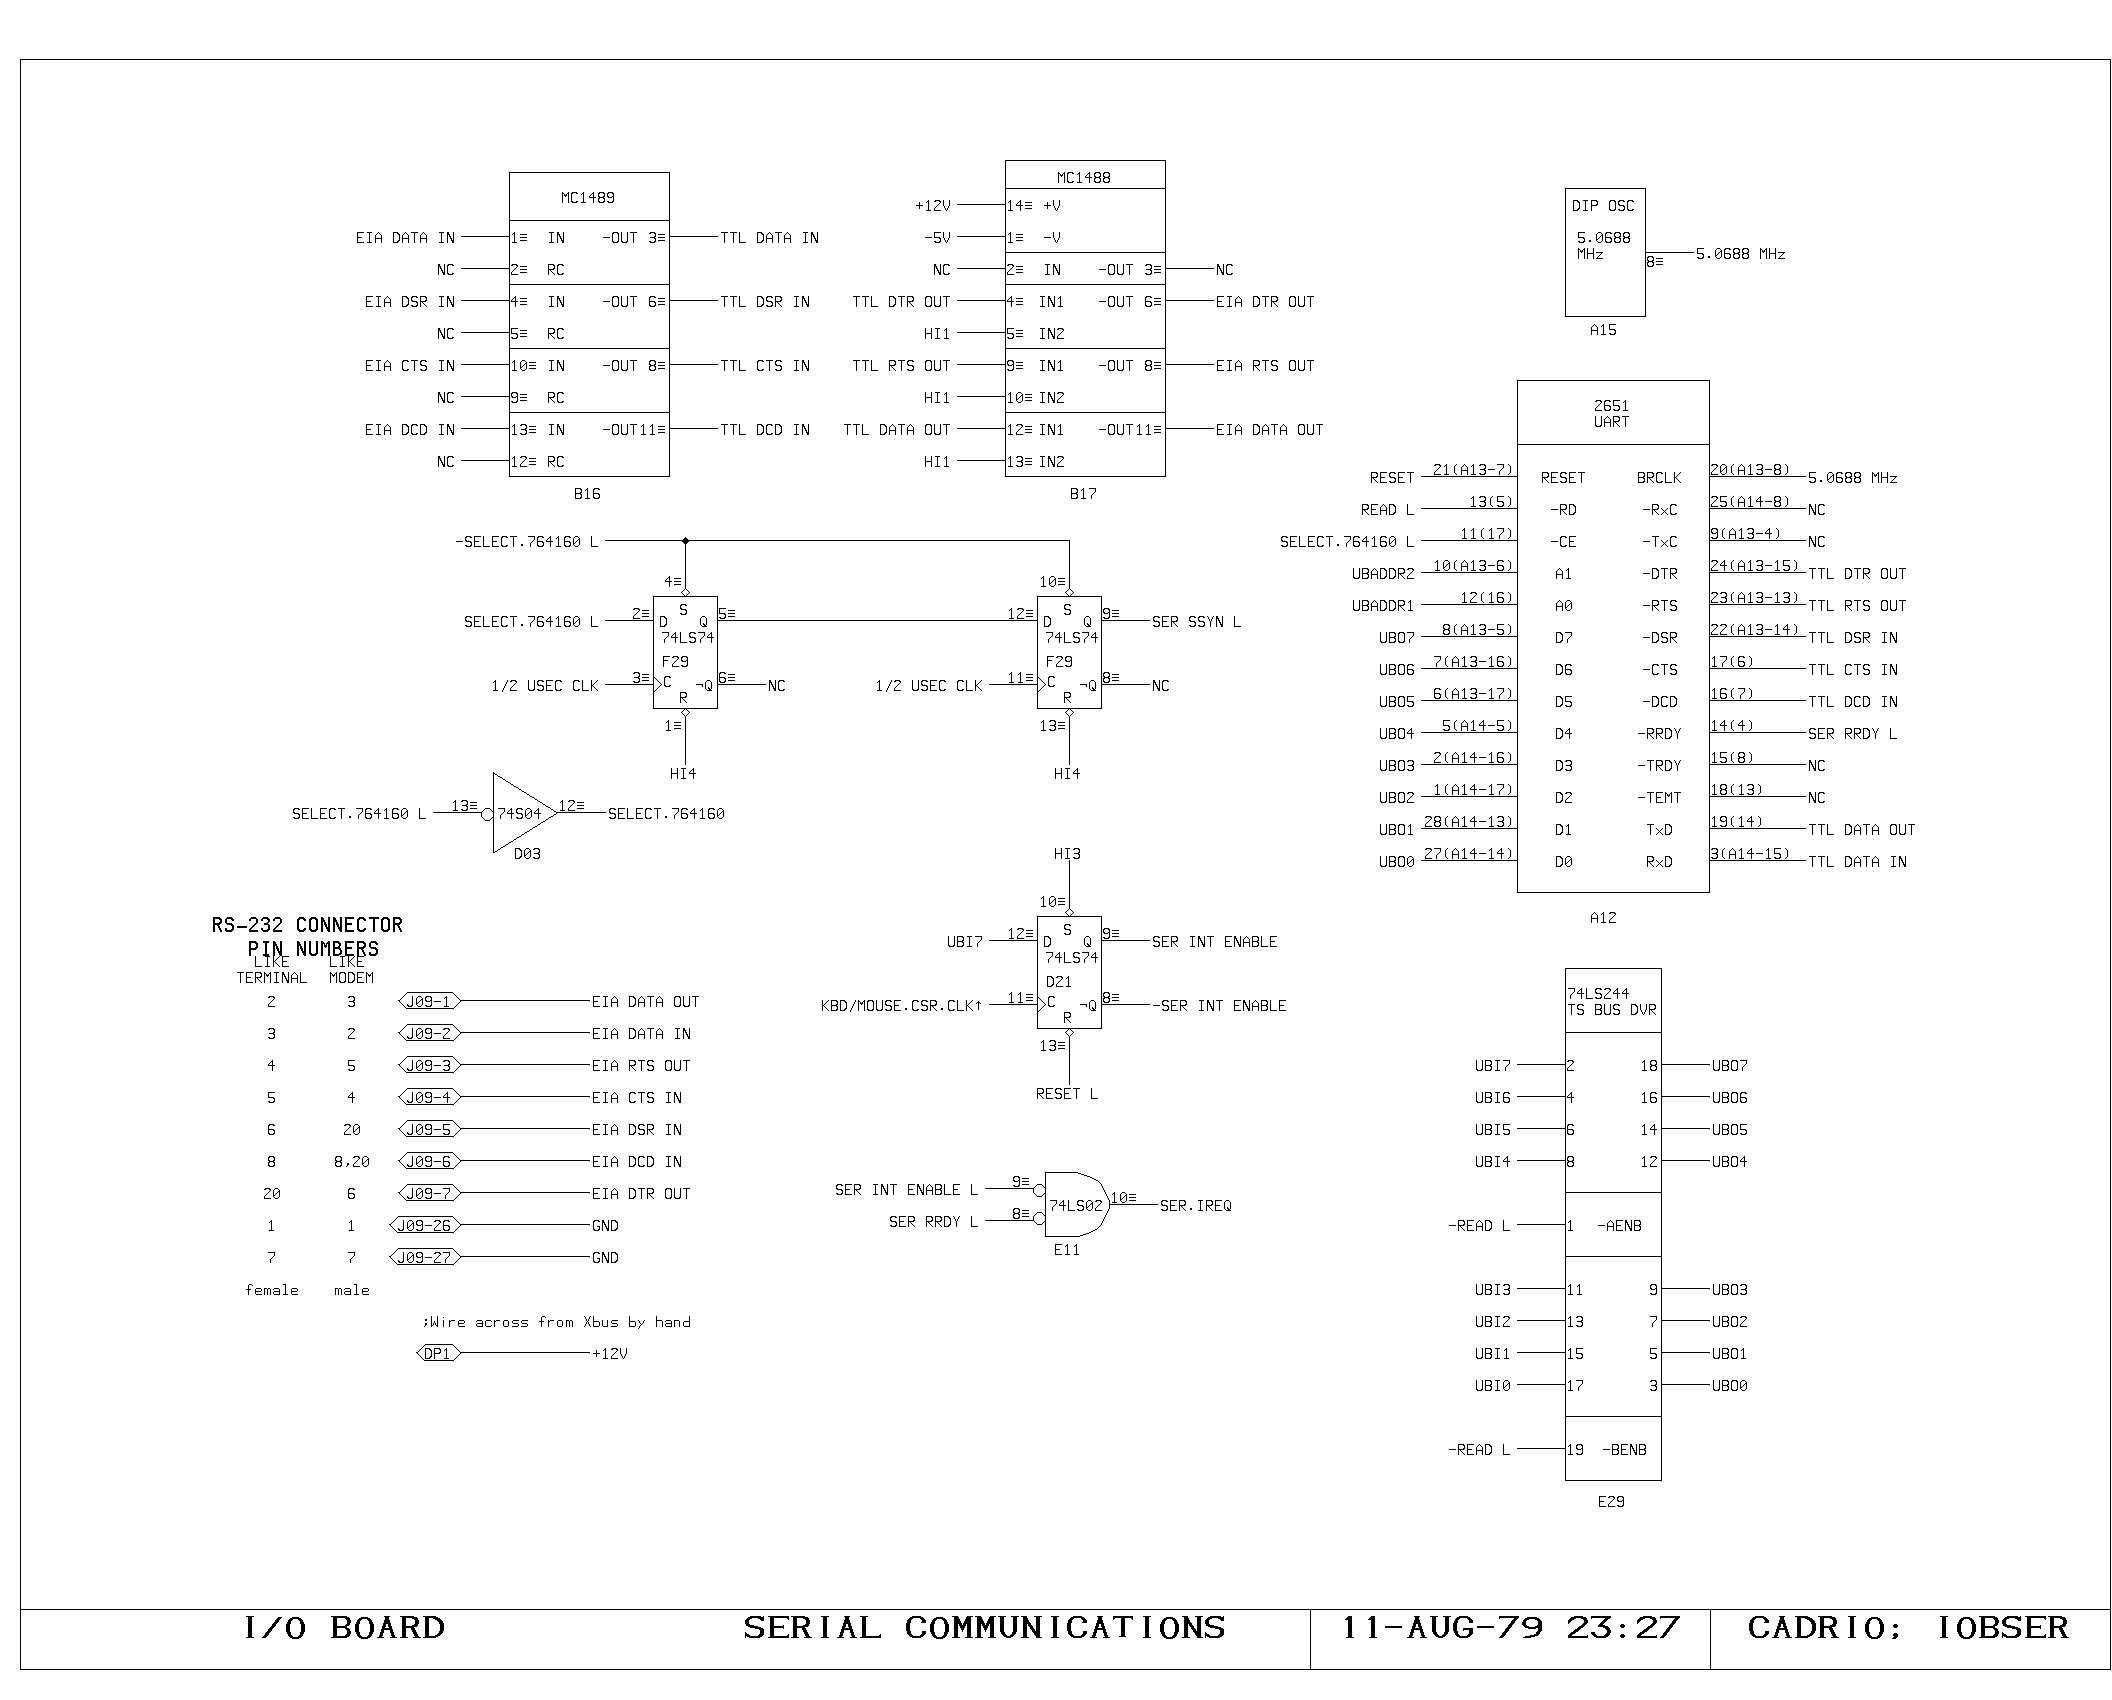 MC1489
EIA DATA IN 1≡ IN -OUT 3≡ TTL DATA IN
NC 2≡ RC
EIA DSR IN 4≡ IN -OUT 6≡ TTL DSR IN
NC 5≡ RC
EIA CTS IN 10≡ IN -OUT 8≡ TTL CTS IN
NC 9≡ RC
EIA DCD IN 13≡ IN -OUT11≡ TTL DCD IN
NC 12≡ RC
B16
MC1488
+12V 14≡ +V
-5V 1≡ -V
NC 2≡ IN -OUT 3≡ NC
TTL DTR OUT 4≡ IN1 -OUT 6≡ EIA DTR OUT
HI1 5≡ IN2
TTL RTS OUT 9≡ IN1 -OUT 8≡ EIA RTS OUT
HI1 10≡ IN2
TTL DATA OUT 12≡ IN1 -OUT11≡ EIA DATA OUT
HI1 13≡ IN2
B17
DIP OSC
5.0688
MHz
8≡ 5.0688 MHz
A15
2651
UART
RESET 21(A13-7) RESET BRCLK 20(A13-8) 5.0688 MHz
READ L 13(5) -RD -RxC 25(A14-8) NC
SELECT.764160 L 11(17) -CE -TxC 9(A13-4) NC
UBADDR2 10(A13-6) A1 -DTR 24(A13-15) TTL DTR OUT
UBADDR1 12(16) A0 -RTS 23(A13-13) TTL RTS OUT
UBO7 8(A13-5) D7 -DSR 22(A13-14) TTL DSR IN
UBO6 7(A13-16) D6 -CTS 17(6) TTL CTS IN
UBO5 6(A13-17) D5 -DCD 16(7) TTL DCD IN
UBO4 5(A14-5) D4 -RRDY 14(4) SER RRDY L
UBO3 2(A14-16) D3 -TRDY 15(8) NC
UBO2 1(A14-17) D2 -TEMT 18(13) NC
UBO1 28(A14-13) D1 TxD 19(14) TTL DATA OUT
UBO0 27(A14-14) D0 RxD 3(A14-15) TTL DATA IN
A12
-SELECT.764160 L
4≡ 10≡
S S
SELECT.764160 L 2≡ D Q 5≡ 12≡ D Q 9≡ SER SSYN L
74LS74 74LS74
F29 F29
1/2 USEC CLK 3≡ C ¬Q 6≡ NC 1/2 USEC CLK 11≡ C ¬Q 8≡ NC
R R
1≡ 13≡
HI4 HI4
SELECT.764160 L 13≡ 74S04 12≡ SELECT.764160
D03
HI3
10≡
S
UBI7 12≡ D Q 9≡ SER INT ENABLE
74LS74
D21
KBD/MOUSE.CSR.CLK↑ 11≡ C ¬Q 8≡ -SER INT ENABLE
R
13≡
RESET L
SER INT ENABLE L 9≡
74LS02 10≡ SER.IREQ
SER RRDY L 8≡
E11
RS-232 CONNECTOR
PIN NUMBERS
LIKE LIKE
TERMINAL MODEM
2 3 J09-1 EIA DATA OUT
3 2 J09-2 EIA DATA IN
4 5 J09-3 EIA RTS OUT
5 4 J09-4 EIA CTS IN
6 20 J09-5 EIA DSR IN
8 8,20 J09-6 EIA DCD IN
20 6 J09-7 EIA DTR OUT
1 1 J09-26 GND
7 7 J09-27 GND
female male
;Wire across from Xbus by hand
DP1 +12V
74LS244
TS BUS DVR
UBI7 2 18 UBO7
UBI6 4 16 UBO6
UBI5 6 14 UBO5
UBI4 8 12 UBO4
-READ L 1 -AENB
UBI3 11 9 UBO3
UBI2 13 7 UBO2
UBI1 15 5 UBO1
UBI0 17 3 UBO0
-READ L 19 -BENB
E29
I/O BOARD SERIAL COMMUNICATIONS 11-AUG-79 23:27 CADRIO; IOBSER